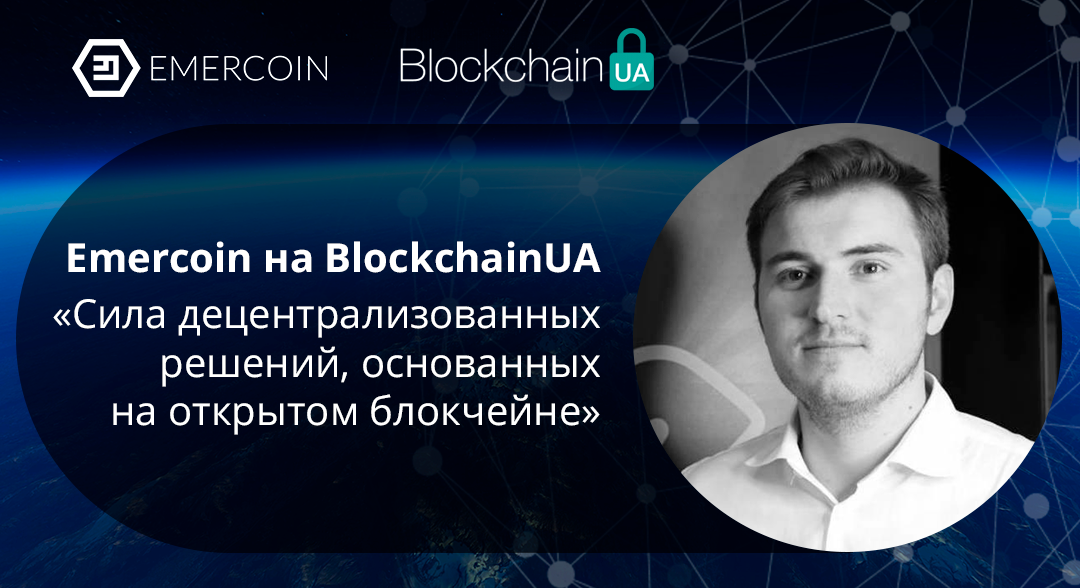 EMERCOIN
Blockchain UA
Emercoin на BlockchainUA
«Сила децентрализованных
решений, основанных
на открытом блокчейне»